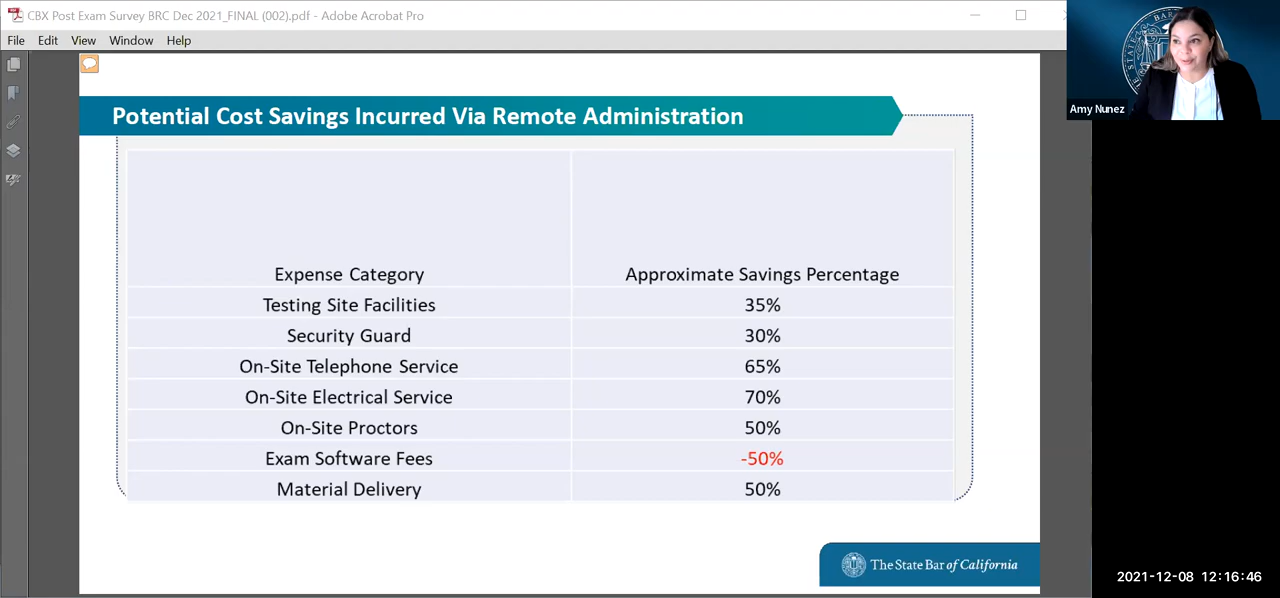 CBX Post Exam Survey BRC Dec 2021_FINAL (002).pdf - Adobe Acrobat Pro
File Edit View Window Help
Potential Cost Savings Incurred Via Remote Administration
Expense Category Approximate Savings Percentage
Testing Site Facilities 35%
Security Guard 30%
On-Site Telephone Service 65%
On-Site Electrical Service 70%
On-Site Proctors 50%
Exam Software Fees -50%
Material Delivery 50%
The State Bar of California
STATE BAR
Amy Nunez
2021-12-08 12:16:46